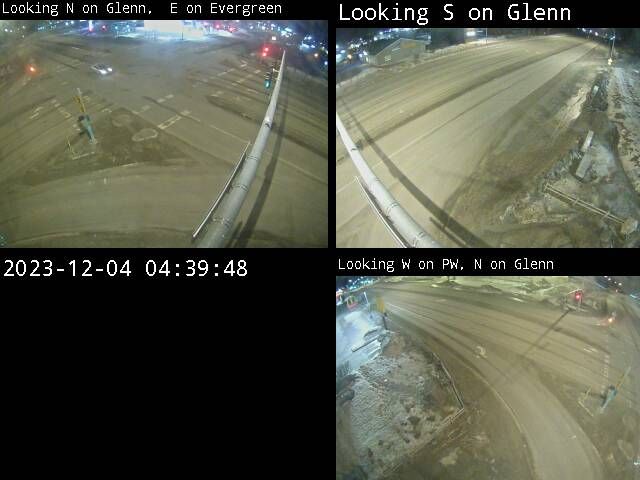 Looking N on Glenn,  E on Evergreen
Looking S on Glenn
2023-12-04 04:39:48
Looking W on PW, N on Glenn